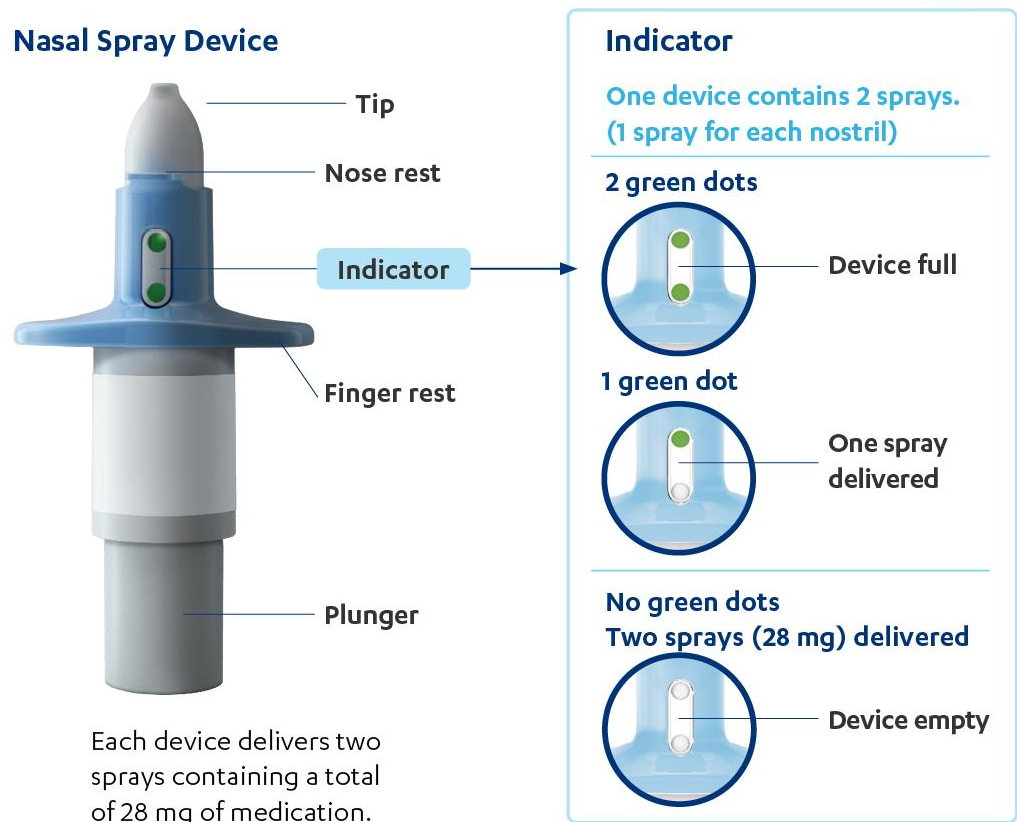 Nasal Spray Device
Tip
Nose rest
Indicator
Finger rest
Plunger
Each device delivers two
sprays containing a total
of 28 mg of medication.
Indicator
One device contains 2 sprays.
(1 spray for each nostril)
2 green dots
Device full
1 green dot
One spray
delivered
No green dots
Two sprays (28 mg) delivered
Device empty